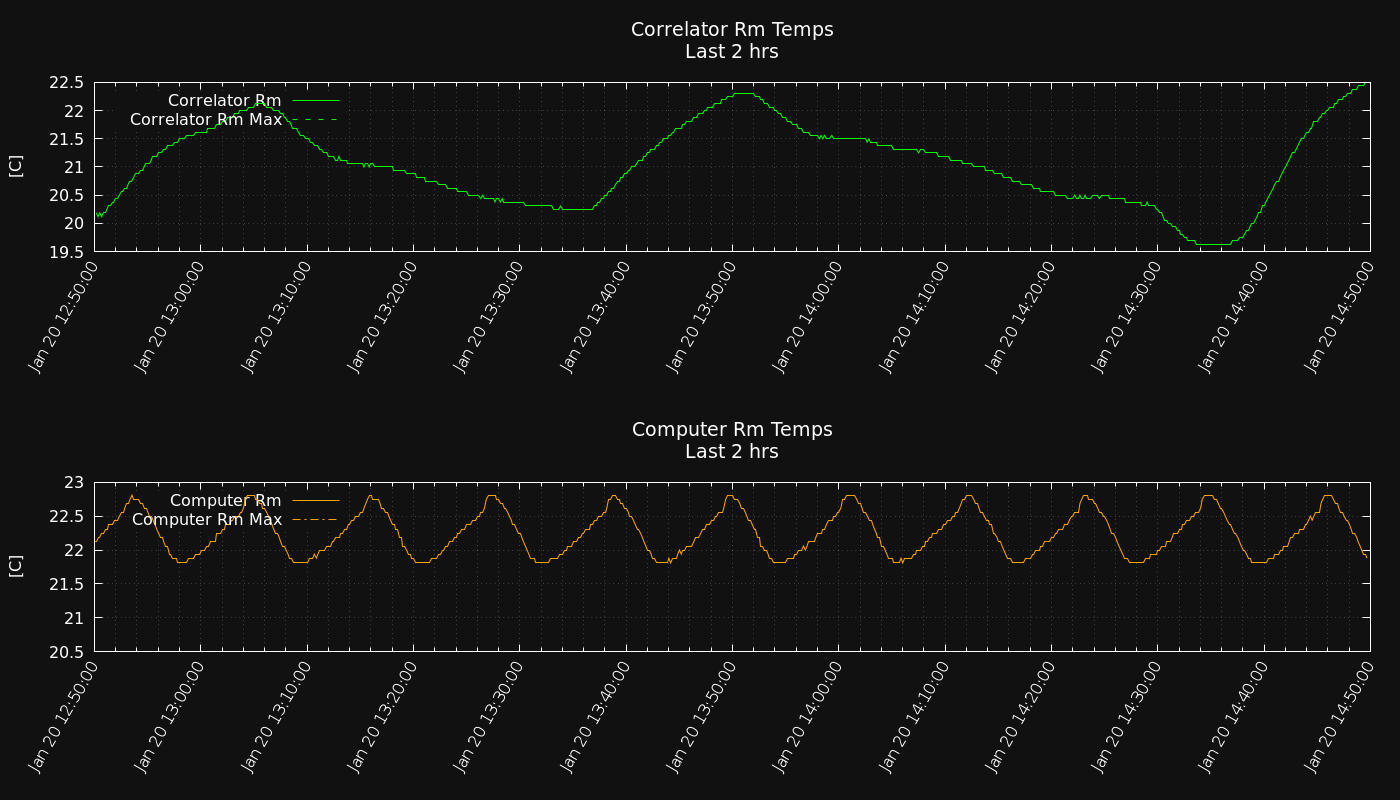 Correlator Rm Temps
Last 2 hrs
Correlator Rm
Correlator Rm Max
[C]
22.5
22
21.5
21
20.5
20
19.5
Jan 20 12:50:00
Jan 20 13:00:00
Jan 20 13:10:00
Jan 20 13:20:00
Jan 20 13:30:00
Jan 20 13:40:00
Jan 20 13:50:00
Jan 20 14:00:00
Jan 20 14:10:00
Jan 20 14:20:00
Jan 20 14:30:00
Jan 20 14:40:00
Jan 20 14:50:00
Computer Rm Temps
Last 2 hrs
Computer Rm
Computer Rm Max
[C]
23
22.5
22
21.5
21
20.5
Jan 20 12:50:00
Jan 20 13:00:00
Jan 20 13:10:00
Jan 20 13:20:00
Jan 20 13:30:00
Jan 20 13:40:00
Jan 20 13:50:00
Jan 20 14:00:00
Jan 20 14:10:00
Jan 20 14:20:00
Jan 20 14:30:00
Jan 20 14:40:00
Jan 20 14:50:00